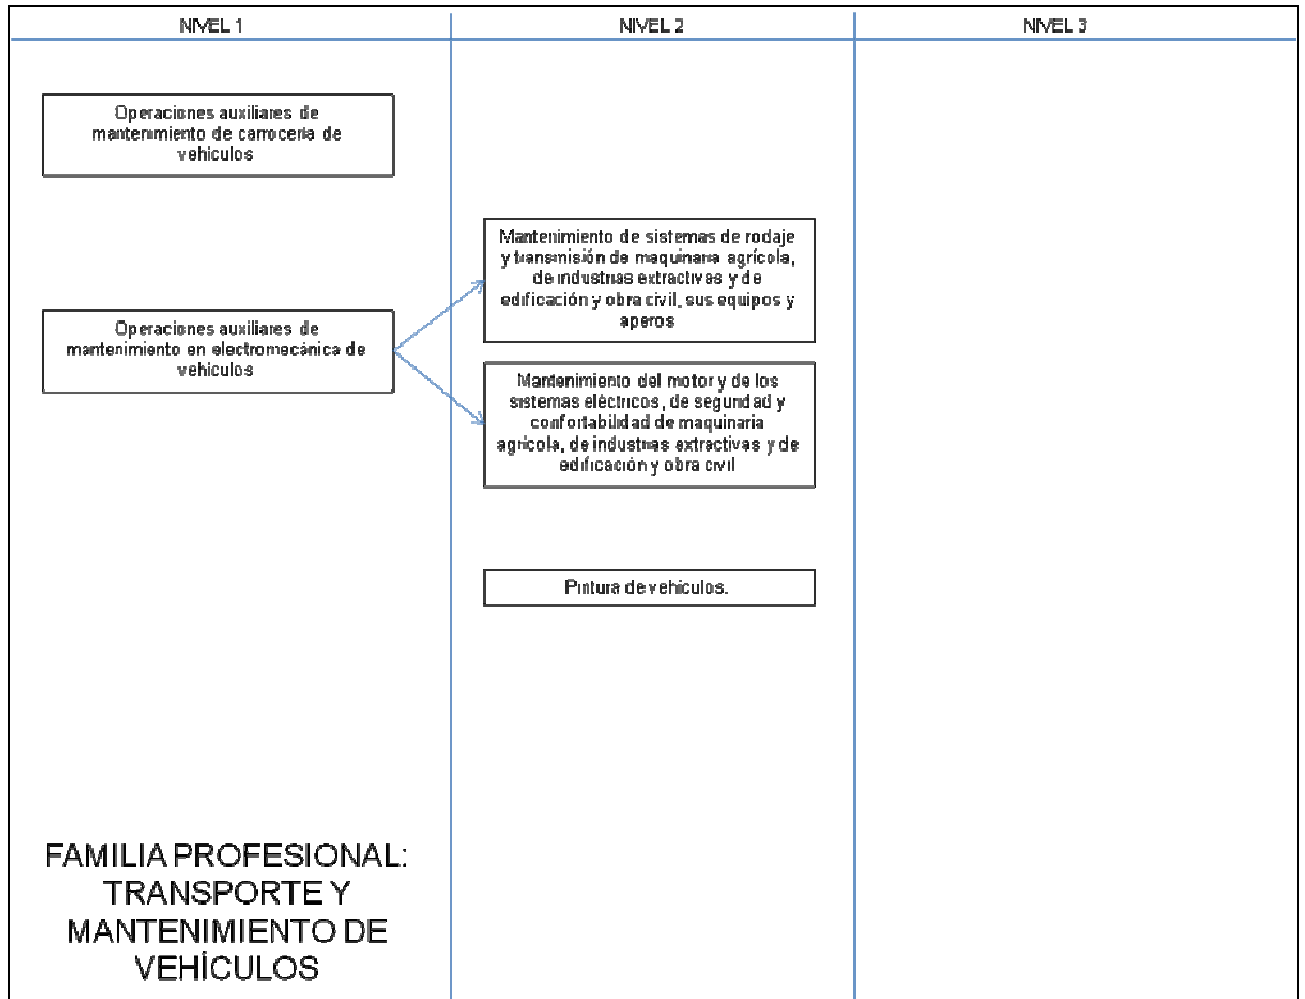 NIVEL 1
NIVEL 2
NIVEL 3
Operaciones auxiliares de
mantenimiento de carrocería de
vehículos
Mantenimiento de sistemas de rodaje
y transmisión de maquinaria agrícola,
de industrias extractivas y de
edificación y obra civil, sus equipos y
aperos
Operaciones auxiliares de
mantenimiento en electromecánica de
vehículos
Mantenimiento del motor y de los
sistemas eléctricos, de seguridad y
confortabilidad de maquinaria
agrícola, de industrias extractivas y de
edificación y obra civil
Pintura de vehículos.
FAMILIA PROFESIONAL:
TRANSPORTE Y
MANTENIMIENTO DE
VEHÍCULOS